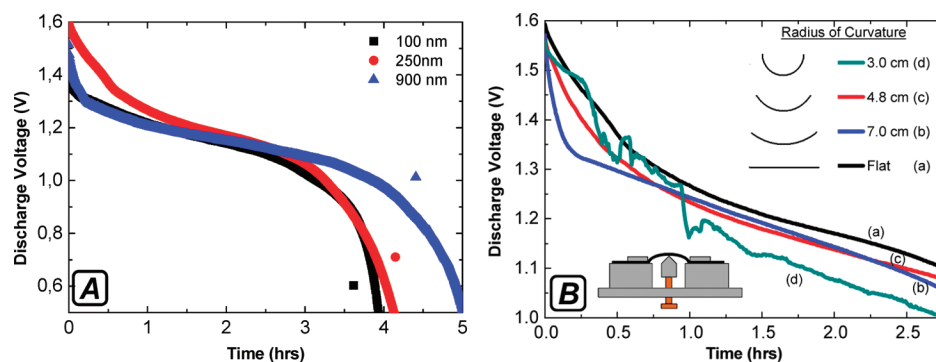 1,6
1,4
1,2
1,0
0,8
0,6
Discharge Voltage (V)
0 1 2 3 4 5
Time (hrs)
100 nm
250nm
900 nm
A
1.6
1.5
1.4
1.3
1.2
1.1
1.0
Discharge Voltage (V)
0.0 0.5 1.0 1.5 2.0 2.5
Time (hrs)
Radius of Curvature
3.0 cm (d)
4.8 cm (c)
7.0 cm (b)
Flat (a)
(a)
(c)
(b)
(d)
B